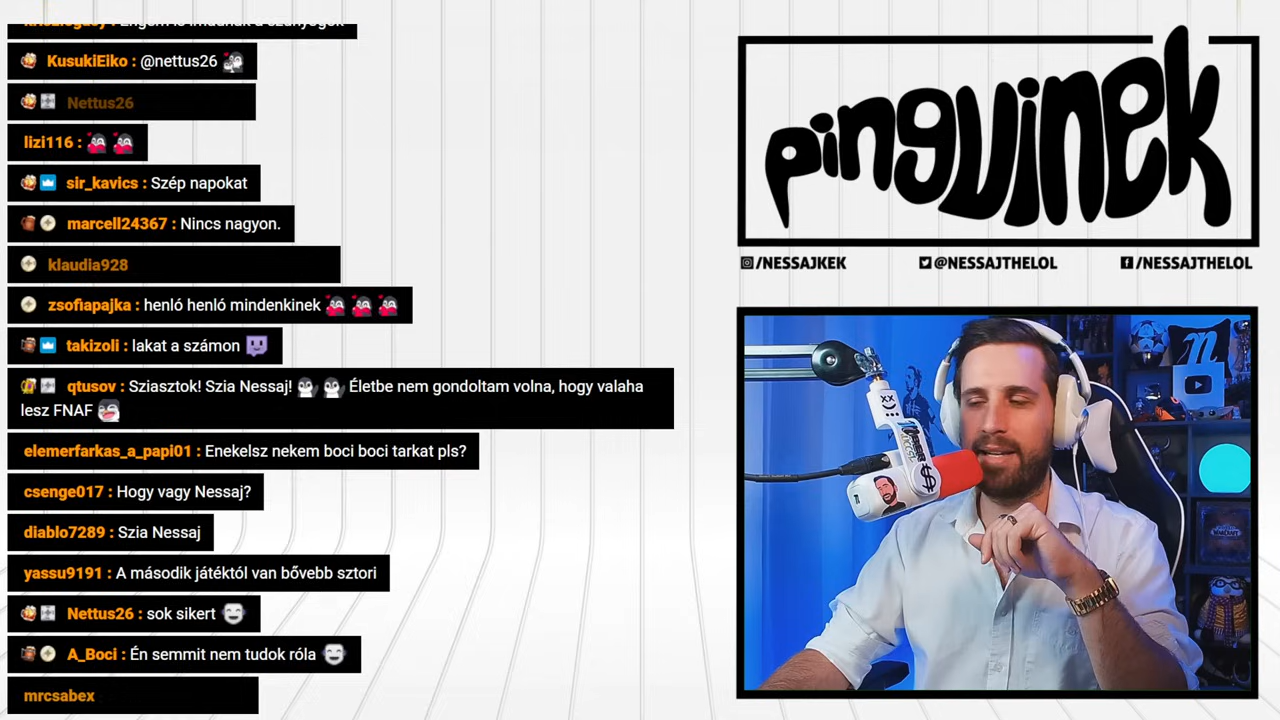 KusukiEiko : @nettus26
Nettus26
lizi116 :
sir_kavics : Szép napokat
marcell24367 : Nincs nagyon.
klaudia928
zsofiapajka : henló henló mindenkinek
takizoli : lakat a számon
qtusov : Sziasztok! Szia Nessaj! Életbe nem gondoltam volna, hogy valaha
lesz FNAF
elemerfarkas_a_papi01 : Enekelsz nekem boci boci tarkat pls?
csenge017 : Hogy vagy Nessaj?
diablo7289 : Szia Nessaj
yassu9191 : A második játéktól van bővebb sztori
Nettus26 : sok sikert
A_Boci : Én semmit nem tudok róla
mrcsabex
pingvinek
/NESSAJKEK
@NESSAJTHELOL
/NESSAJTHELOL